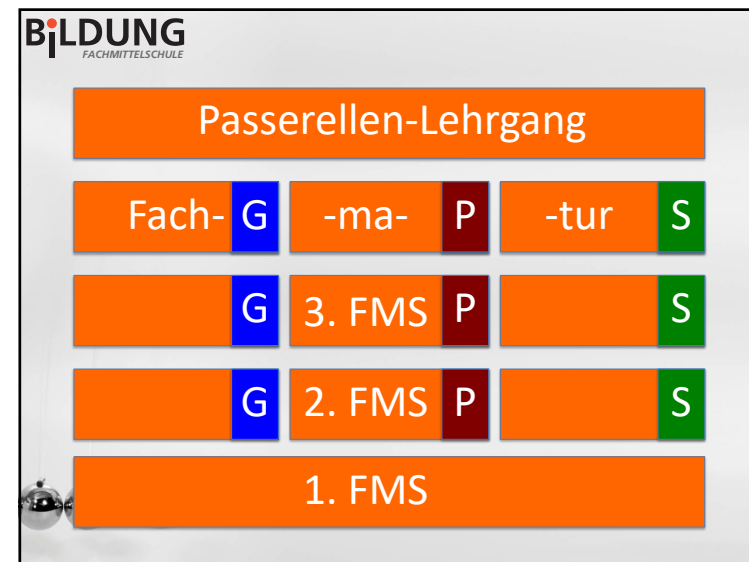 BiLDUNG
FACHMITTELSCHULE
Passerellen-Lehrgang
Fach- G -ma- P -tur S
G 3. FMS P S
G 2. FMS P S
1. FMS